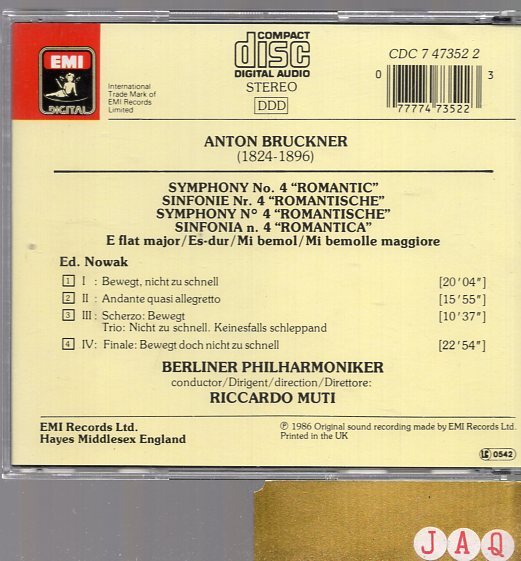 EMI
DIGITAL
International
Trade Mark of
EMI Records
Limited
COMPACT
disc
DIGITAL AUDIO
STEREO
DDD
CDC 7 47352 2
0
3
77774 73522
ANTON BRUCKNER
(1824-1896)
SYMPHONY No. 4 “ROMANTIC”
SINFONIE Nr. 4 “ROMANTISCHE”
SYMPHONY N° 4 “ROMANTISCHE”
SINFONIA n. 4 “ROMANTICA”
E flat major/Es-dur/Mi bemol/Mi bemolle maggiore
Ed. Nowak
1 I : Bewegt, nicht zu schnell [20′04″]
2 II : Andante quasi allegretto [15′55″]
3 III : Scherzo: Bewegt [10′37″]
Trio: Nicht zu schnell. Keinesfalls schleppand
4 IV: Finale: Bewegt doch nicht zu schnell [22′54″]
BERLINER PHILHARMONIKER
conductor/Dirigent/direction/Direttore:
RICCARDO MUTI
EMI Records Ltd.
Hayes Middlesex England
℗ 1986 Original sound recording made by EMI Records Ltd.
Printed in the UK
LC 0542
JAQ